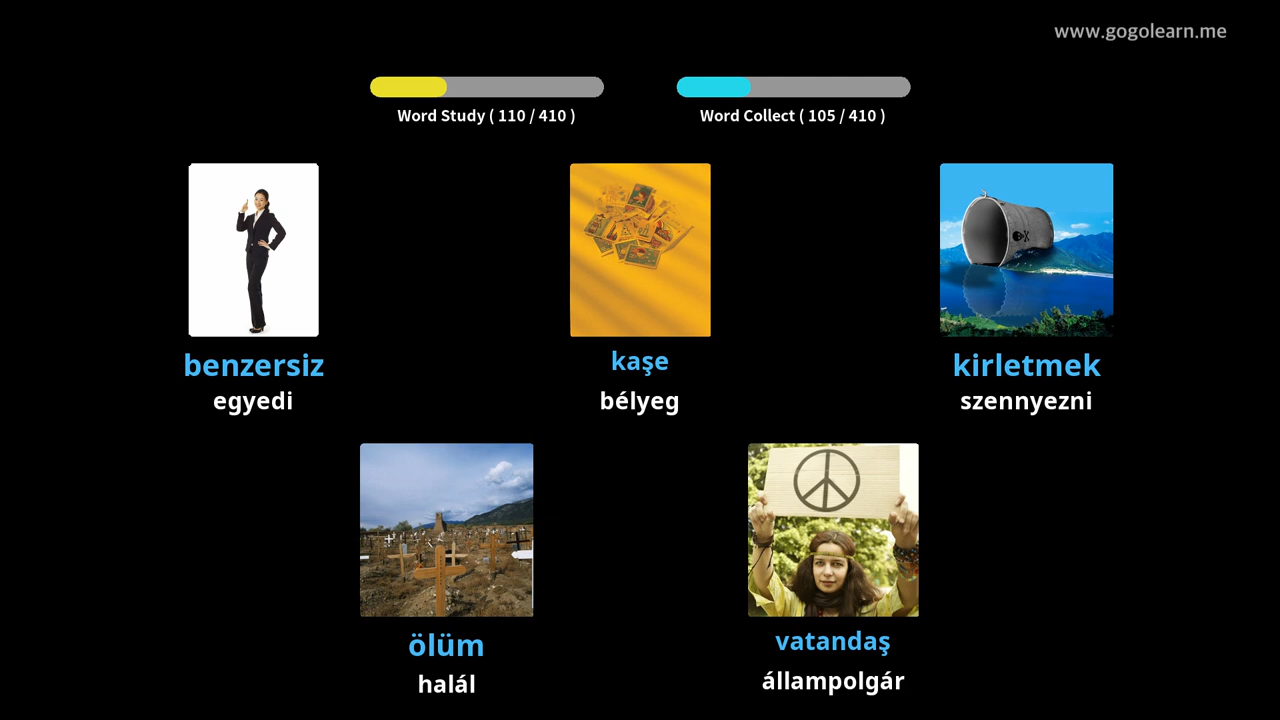 www.gogolearn.me
Word Study ( 110 / 410 )
Word Collect ( 105 / 410 )
benzersiz
egyedi
kaşe
bélyeg
kirletmek
szennyezni
ölüm
halál
vatandaş
állampolgár